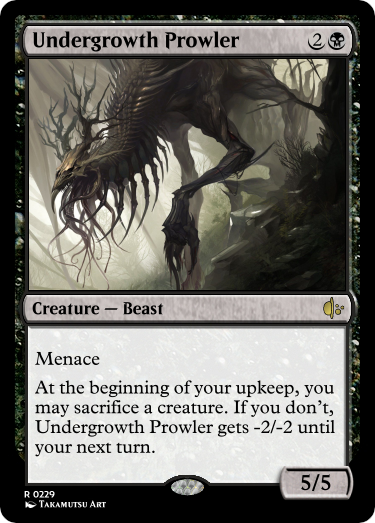 Undergrowth Prowler 2
Creature — Beast
Menace
At the beginning of your upkeep, you
may sacrifice a creature. If you don't,
Undergrowth Prowler gets -2/-2 until
your next turn.
5/5
R 0229
Takamutsu Art